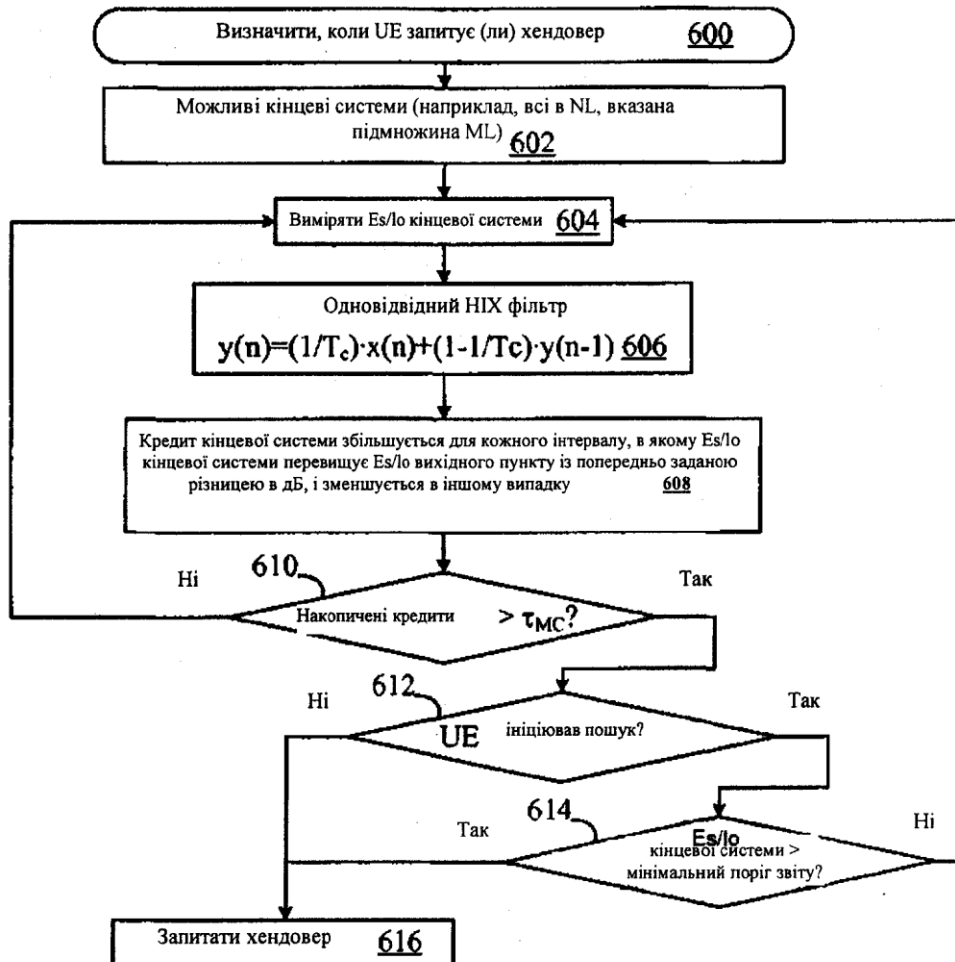 Визначити, коли UE запитує (ли) хендовер 600
Можливі кінцеві системи (наприклад, всі в NL, вказана
підмножина ML) 602
Виміряти Es/Io кінцевої системи 604
Одновідвідний НІХ фільтр
y(n)=(1/Tc)·x(n)+(1-1/Tc)·y(n-1) 606
Кредит кінцевої системи збільшується для кожного інтервалу, в якому Es/Io
кінцевої системи перевищує Es/Io вихідного пункту із попередньо заданою
різницею в дБ, і зменшується в іншому випадку 608
Ні 610 Так
Накопичені кредити > τMC?
Ні 612 Так
UE ініціював пошук?
Так 614 Ні
Es/Io
кінцевої системи >
мінімальний поріг звіту?
Запитати хендовер 616